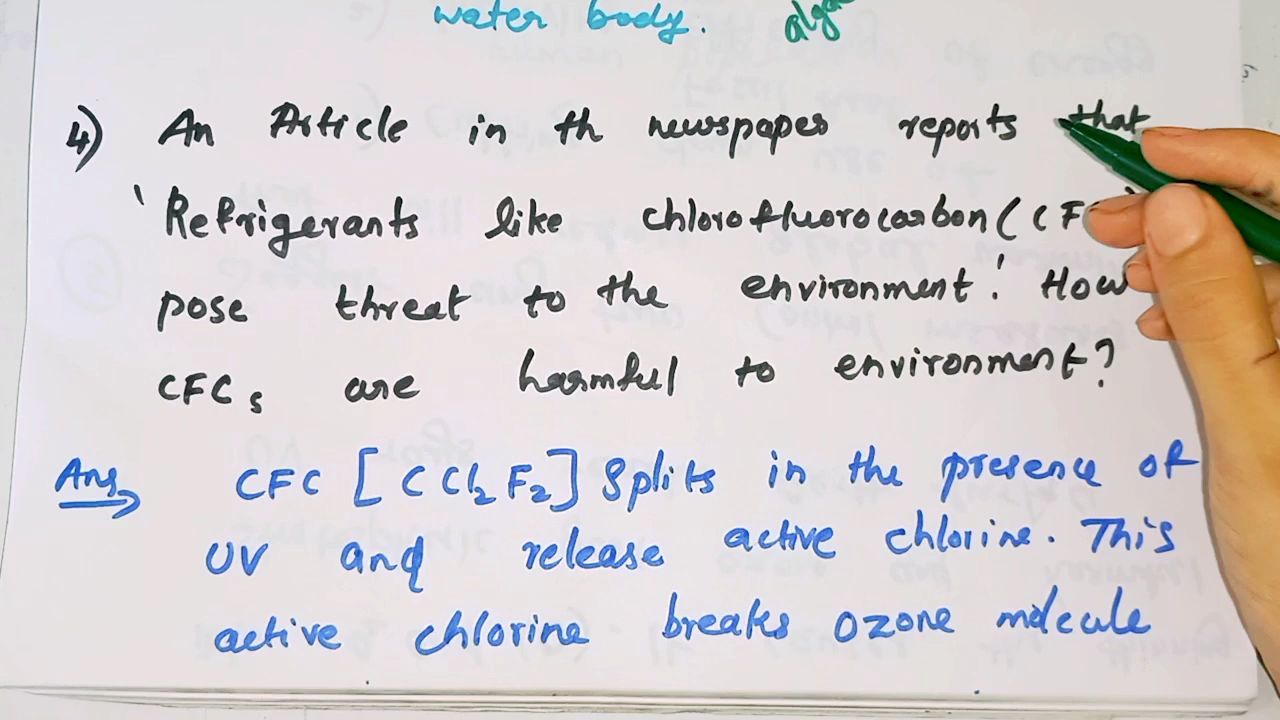 water body.
4) An Article in th newspaper reports that
'Refrigerants like chlorofluorocarbon (CF
pose threat to the environment'. How
CFCs are harmful to environment?
Ans CFC [CCl₂F₂] splits in the presence of
UV and release active chlorine. This
active chlorine breaks ozone molecule